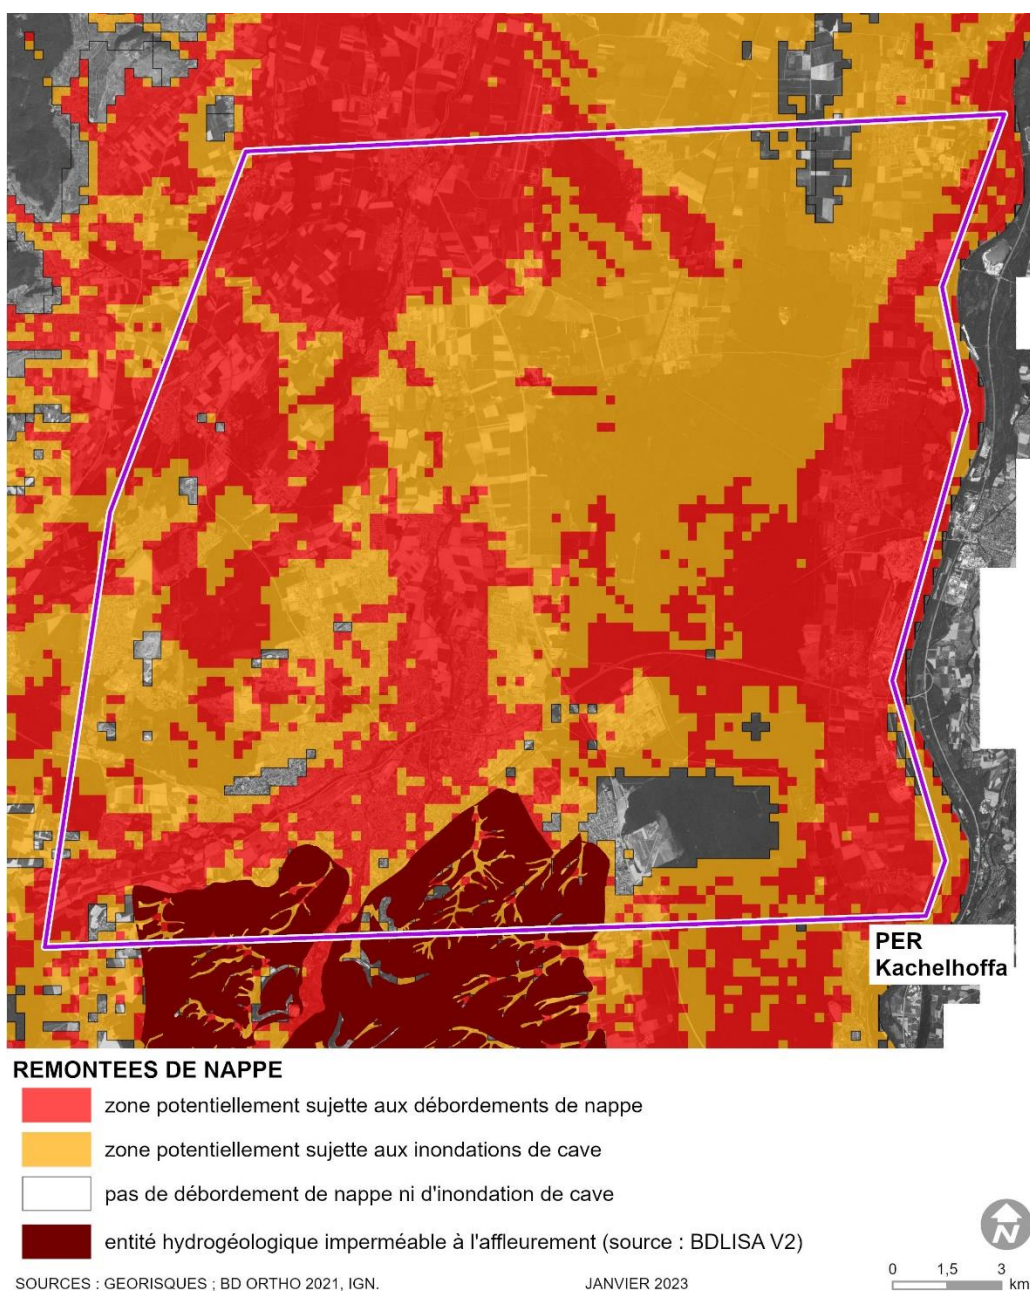 PER
Kachelhoffa
REMONTEES DE NAPPE
zone potentiellement sujette aux débordements de nappe
zone potentiellement sujette aux inondations de cave
pas de débordement de nappe ni d'inondation de cave
entité hydrogéologique imperméable à l'affleurement (source : BDLISA V2)
N
0 1,5 3
km
SOURCES : GEORISQUES ; BD ORTHO 2021, IGN. JANVIER 2023